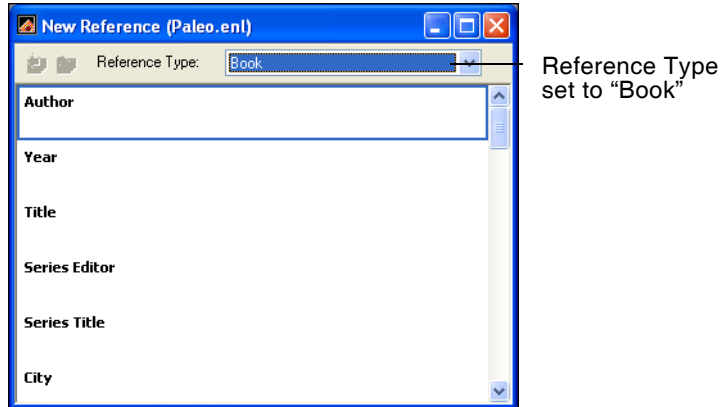 New Reference (Paleo.enl)
Reference Type: Book
Reference Type
set to “Book”
Author
Year
Title
Series Editor
Series Title
City